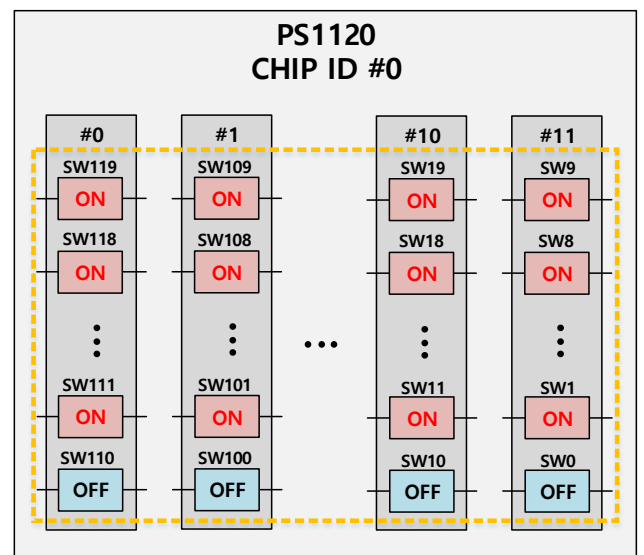 PS1120
CHIP ID #0
#0 #1 #10 #11
SW119 SW109 SW19 SW9
ON ON ON ON
SW118 SW108 SW18 SW8
ON ON ON ON
SW111 SW101 SW11 SW1
ON ON ON ON
SW110 SW100 SW10 SW0
OFF OFF OFF OFF